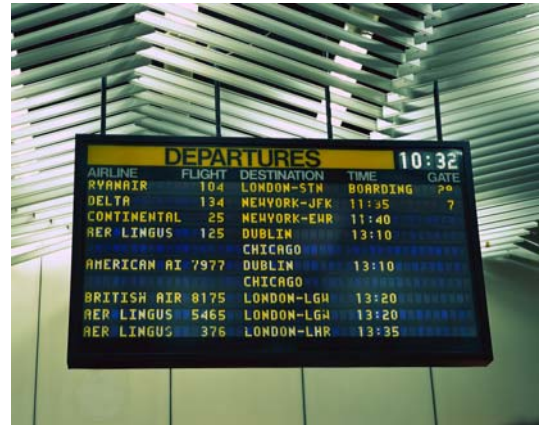 DEPARTURES 10:32
AIRLINE FLIGHT DESTINATION TIME GATE
RYANAIR 104 LONDON-STN BOARDING
DELTA 134 NEWYORK-JFK 11:35 7
CONTINENTAL 25 NEWYORK-EWR 11:40
AER LINGUS 125 DUBLIN 13:10
CHICAGO
AMERICAN AI 7977 DUBLIN 13:10
CHICAGO
BRITISH AIR 8175 LONDON-LGW 13:20
AER LINGUS 5465 LONDON-LGW 13:20
AER LINGUS 376 LONDON-LHR 13:35